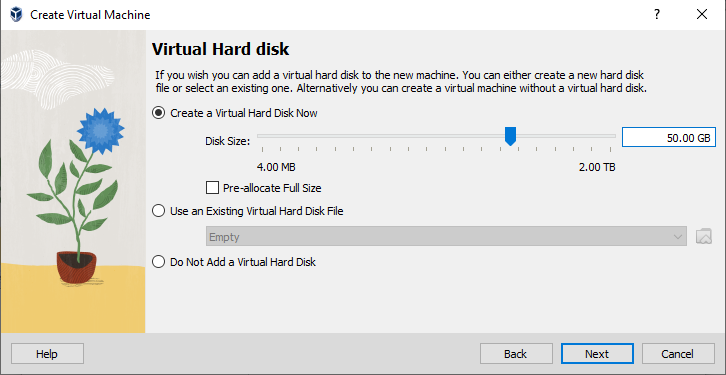 Create Virtual Machine
?
Virtual Hard disk
If you wish you can add a virtual hard disk to the new machine. You can either create a new hard disk
file or select an existing one. Alternatively you can create a virtual machine without a virtual hard disk.
Create a Virtual Hard Disk Now
Disk Size:
50.00 GB
4.00 MB
2.00 TB
Pre-allocate Full Size
Use an Existing Virtual Hard Disk File
Empty
Do Not Add a Virtual Hard Disk
Help
Back
Next
Cancel